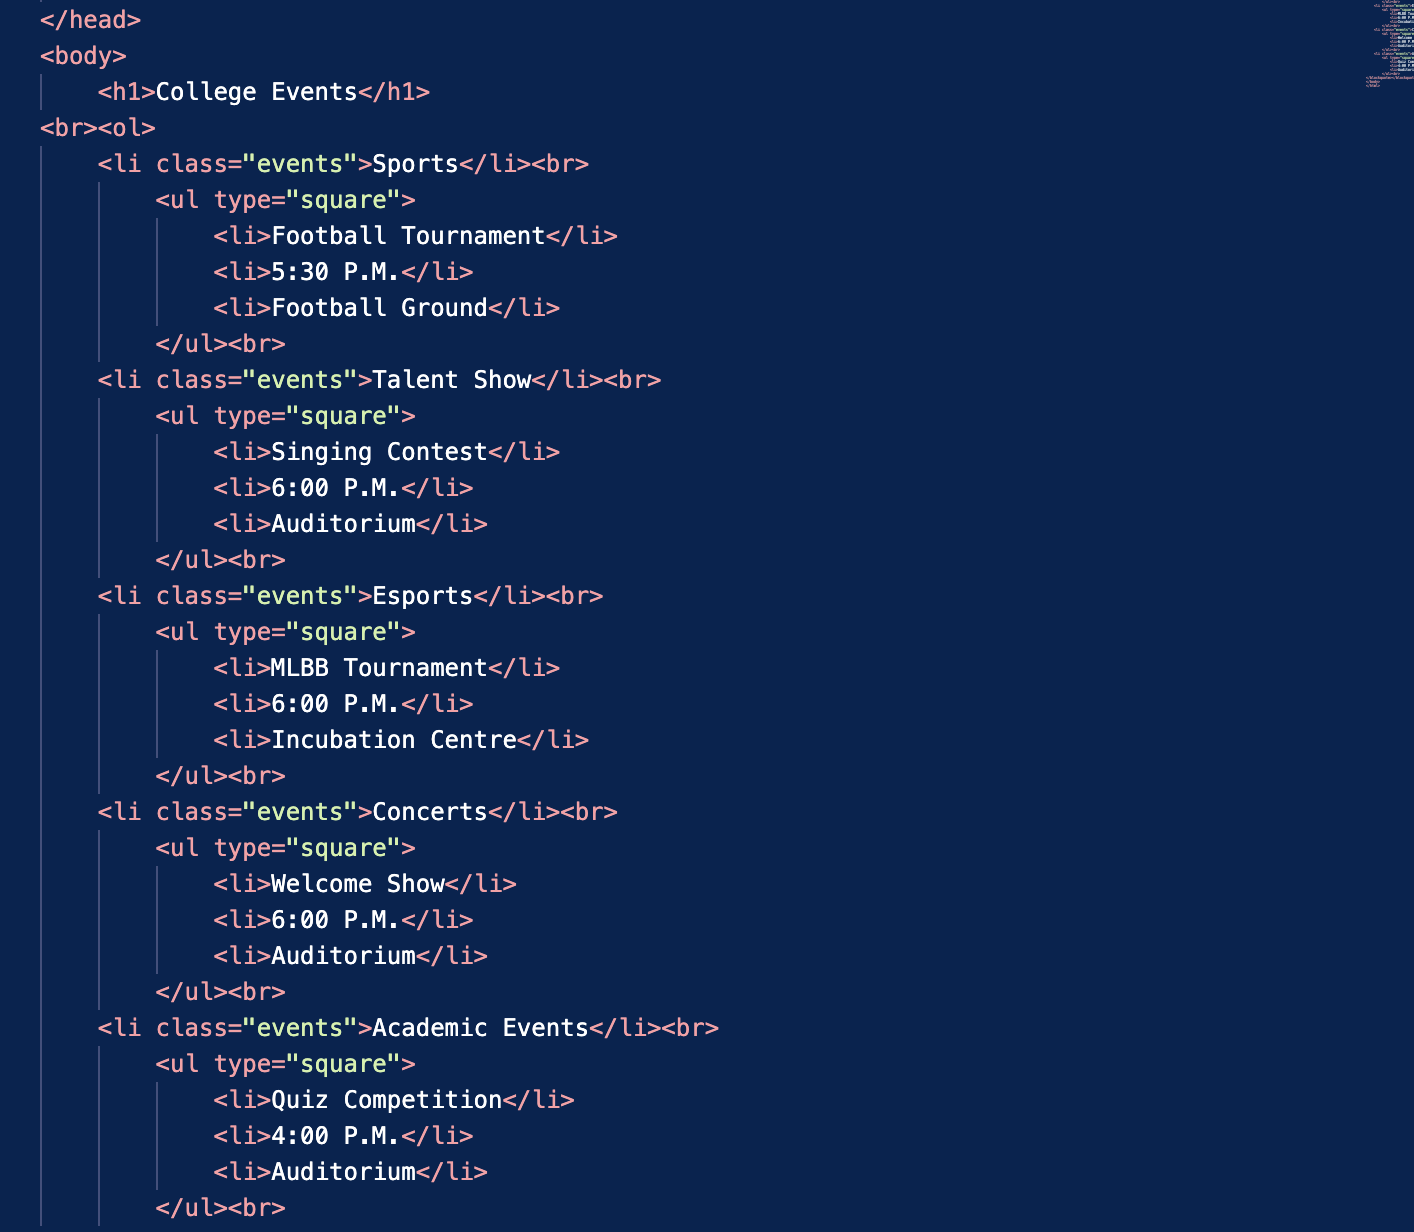 </head>
<body>
<h1>College Events</h1>
<br><ol>
<li class="events">Sports</li><br>
<ul type="square">
<li>Football Tournament</li>
<li>5:30 P.M.</li>
<li>Football Ground</li>
</ul><br>
<li class="events">Talent Show</li><br>
<ul type="square">
<li>Singing Contest</li>
<li>6:00 P.M.</li>
<li>Auditorium</li>
</ul><br>
<li class="events">Esports</li><br>
<ul type="square">
<li>MLBB Tournament</li>
<li>6:00 P.M.</li>
<li>Incubation Centre</li>
</ul><br>
<li class="events">Concerts</li><br>
<ul type="square">
<li>Welcome Show</li>
<li>6:00 P.M.</li>
<li>Auditorium</li>
</ul><br>
<li class="events">Academic Events</li><br>
<ul type="square">
<li>Quiz Competition</li>
<li>4:00 P.M.</li>
<li>Auditorium</li>
</ul><br>